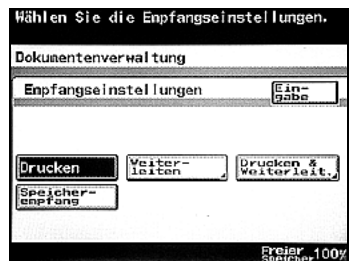 Wählen Sie die Empfangseinstellungen.
Dokumentenverwaltung
Empfangseinstellungen
Ein-
gabe
Drucken
Weiter-
leiten
Drucken &
Weiterleit.
Speicher-
empfang
Freier
Speicher 100%